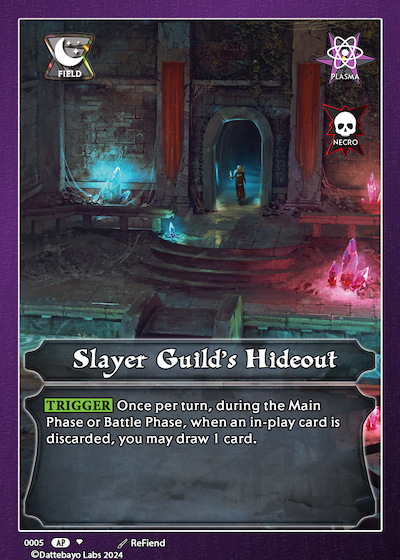 FIELD
PLASMA
NECRO
Slayer Guild's Hideout
TRIGGER Once per turn, during the Main
Phase or Battle Phase, when an in-play card is
discarded, you may draw 1 card.
0005 AP ReFiend
©Dattebayo Labs 2024